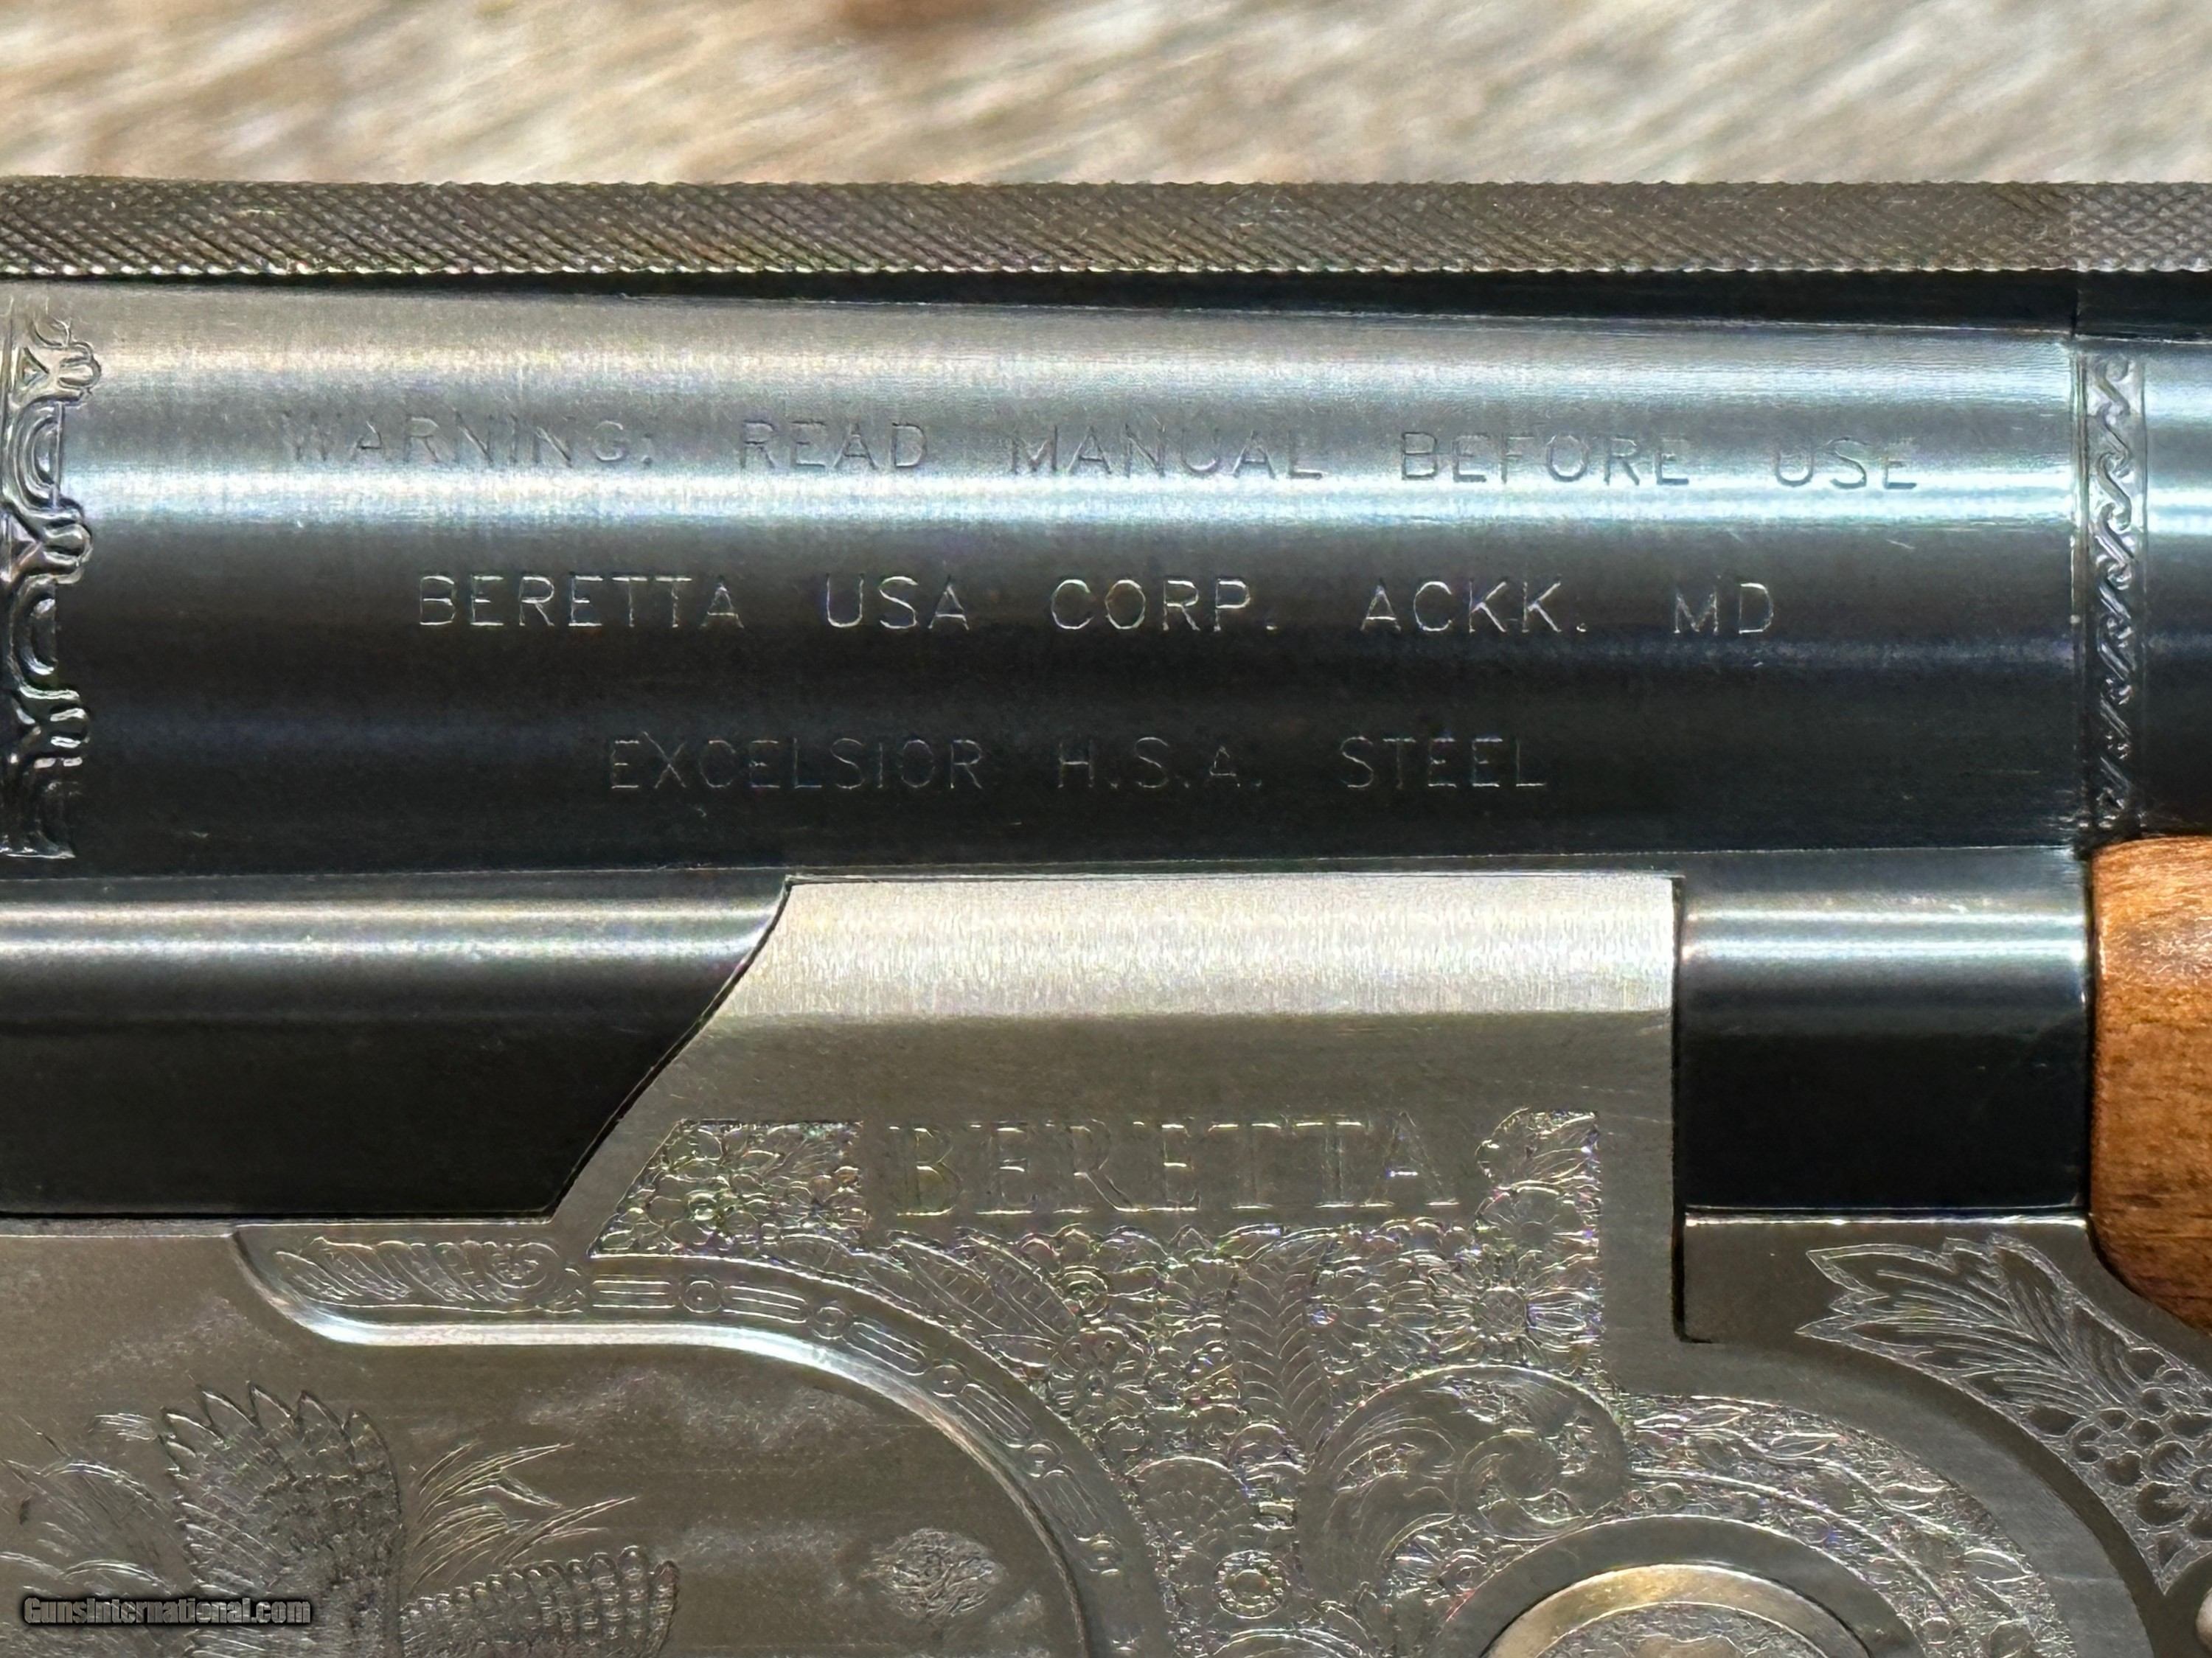 WARNING: READ MANUAL BEFORE USE
BERETTA USA CORP. ACKK. MD
EXCELSIOR H.S.A. STEEL
BERETTA
GunsInternational.com